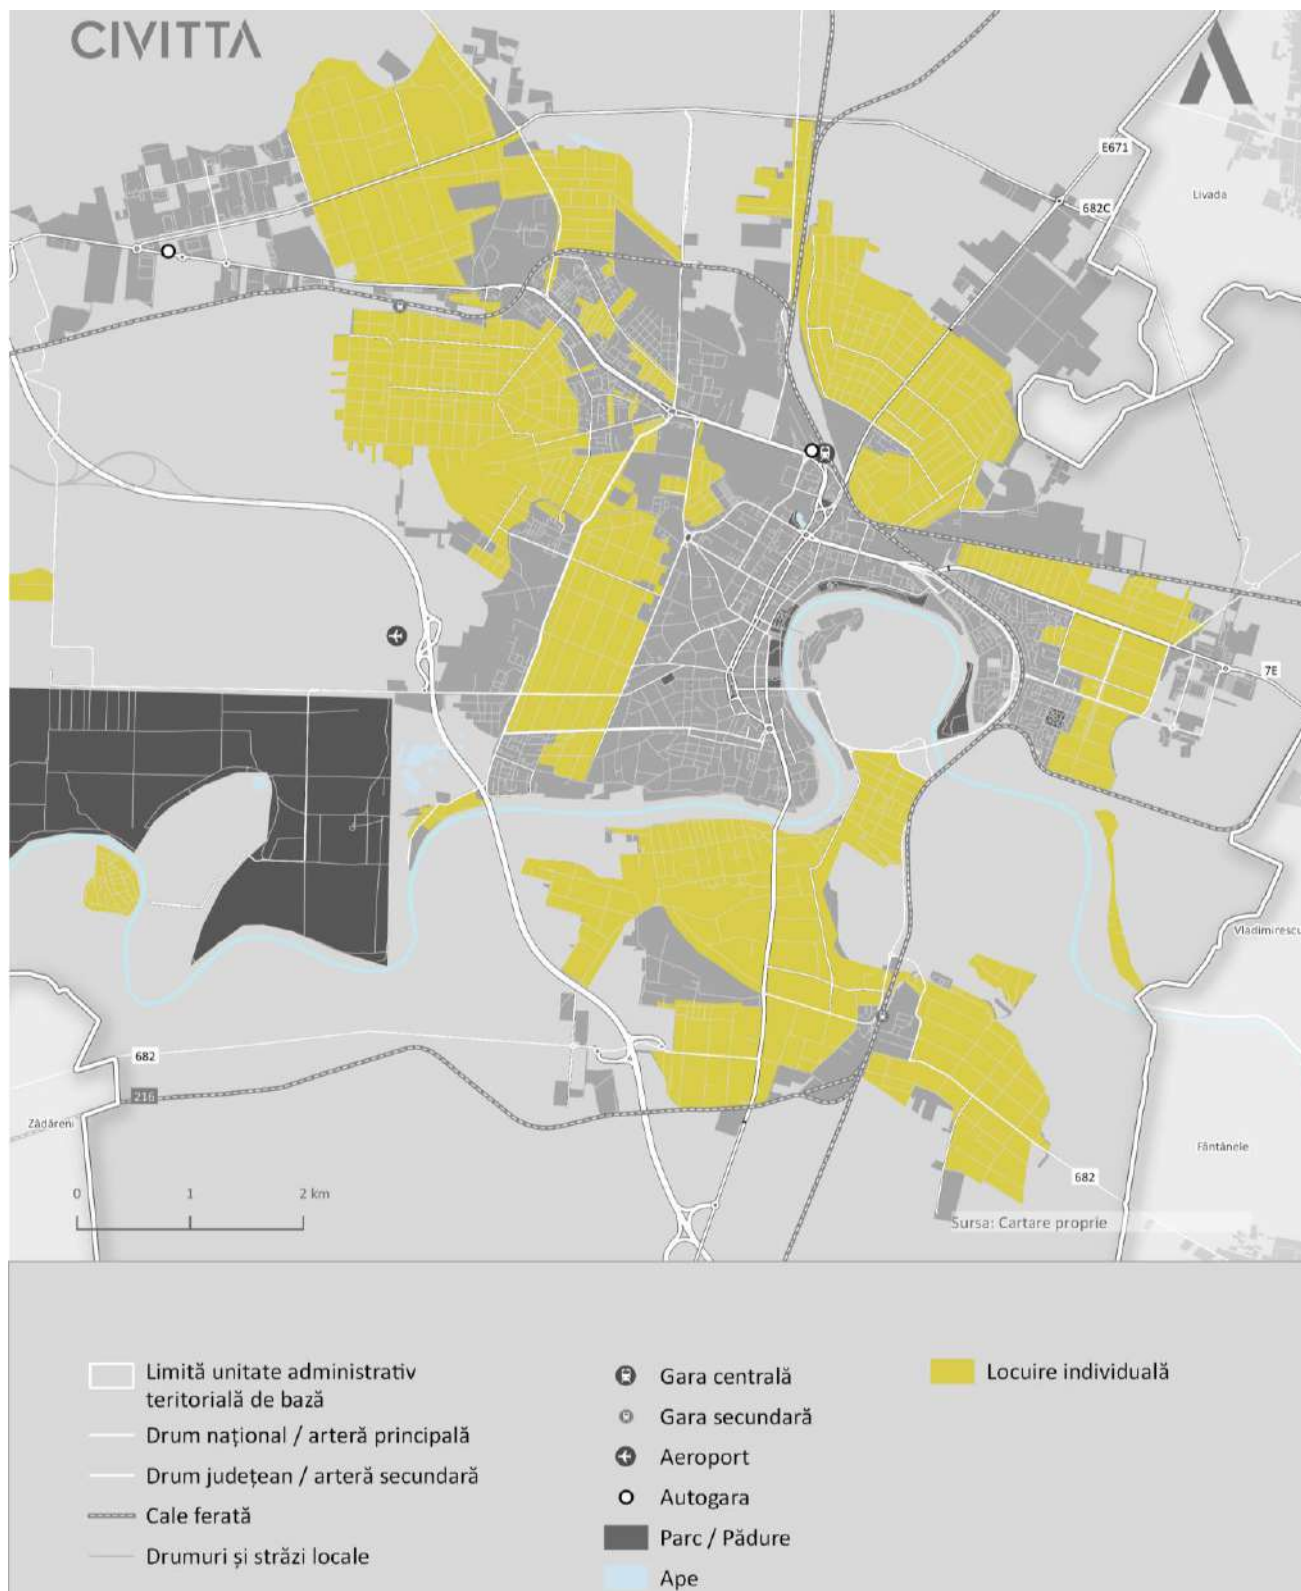 CIVITTA
E671
Livada
682C
7E
Vladimirescu
682
216
Zădăreni
Fântânele
0 1 2 km
682
Sursa: Cartare proprie
Limită unitate administrativ
teritorială de bază
Drum național / arteră principală
Drum județean / arteră secundară
Cale ferată
Drumuri și străzi locale
Gara centrală
Gara secundară
Aeroport
Autogara
Parc / Pădure
Ape
Locuire individuală